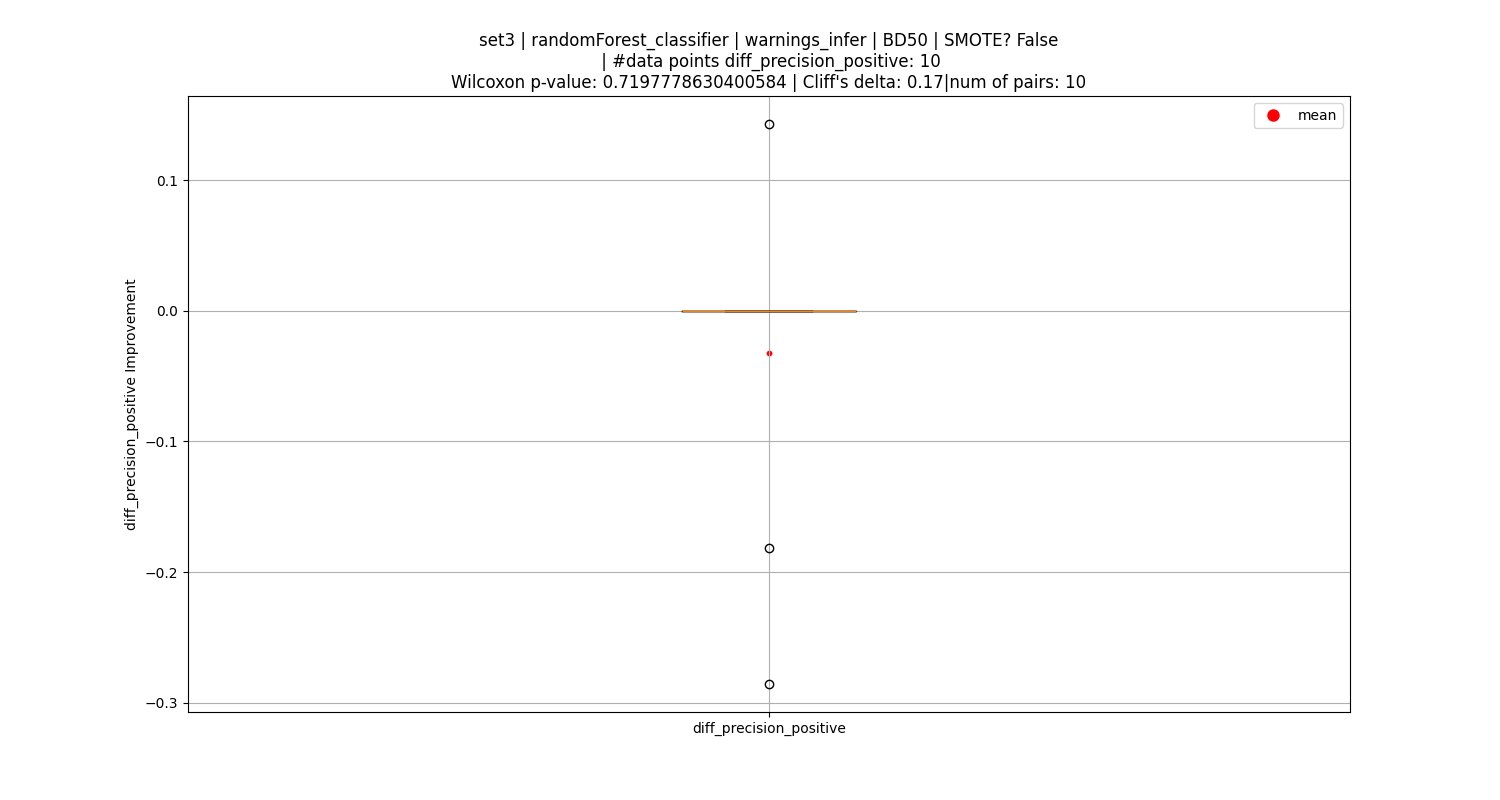 set3 | randomForest_classifier | warnings_infer | BD50 | SMOTE? False
| #data points diff_precision_positive: 10
Wilcoxon p-value: 0.7197778630400584 | Cliff's delta: 0.17|num of pairs: 10
mean
0.1
0.0
−0.1
−0.2
−0.3
diff_precision_positive Improvement
diff_precision_positive